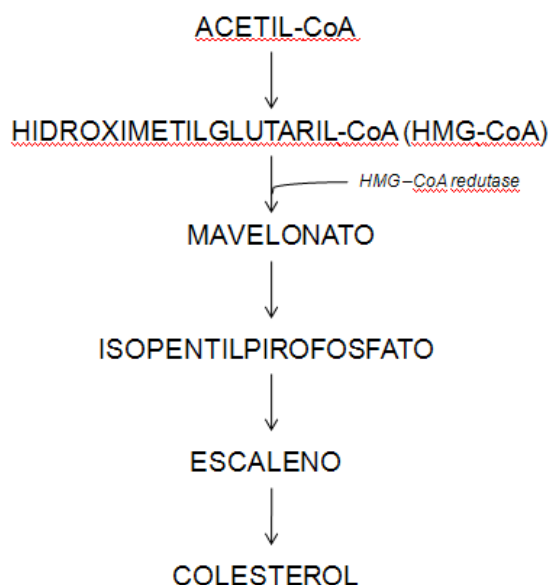 ACETIL-CoA
HIDROXIMETILGLUTARIL-CoA (HMG-CoA)
HMG–CoA redutase
MAVELONATO
ISOPENTILPIROFOSFATO
ESCALENO
COLESTEROL